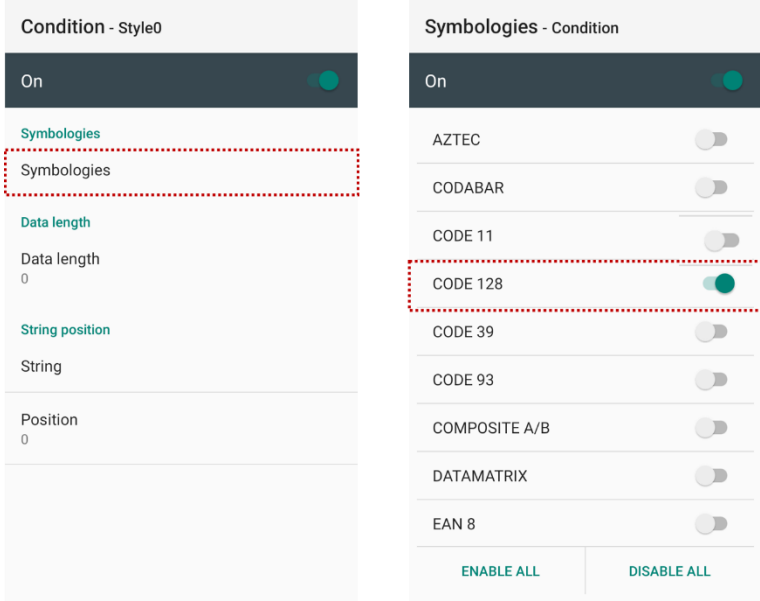 Condition - Style0
On
Symbologies
Symbologies
Data length
Data length
0
String position
String
Position
0
Symbologies - Condition
On
AZTEC
CODABAR
CODE 11
CODE 128
CODE 39
CODE 93
COMPOSITE A/B
DATAMATRIX
EAN 8
ENABLE ALL DISABLE ALL